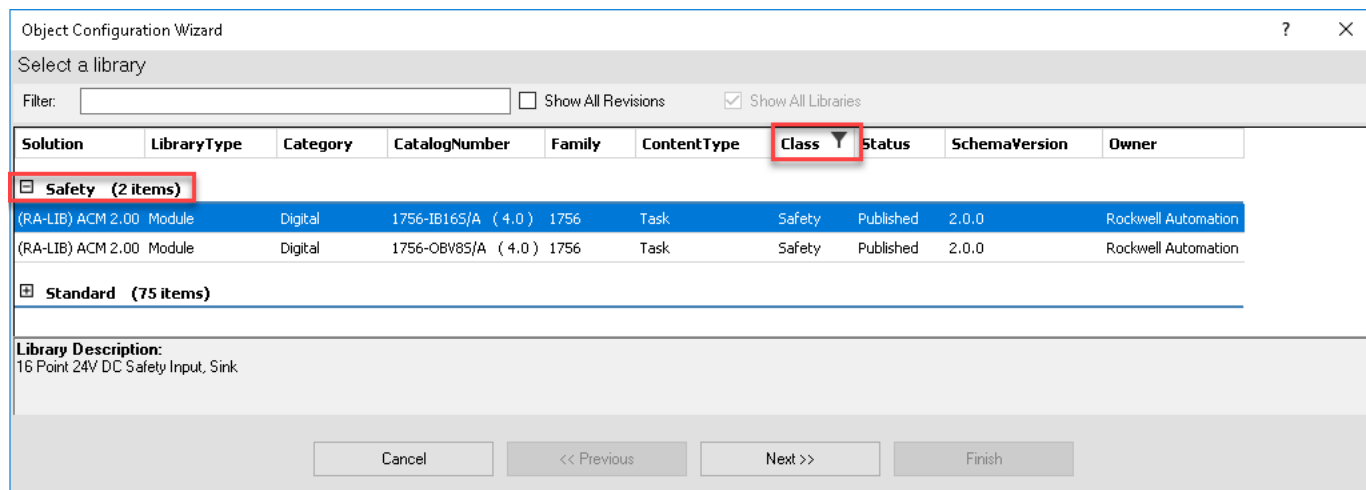 Object Configuration Wizard ? ×
Select a library
Filter: Show All Revisions Show All Libraries
Solution LibraryType Category CatalogNumber Family ContentType Class Status SchemaVersion Owner
Safety (2 items)
(RA-LIB) ACM 2.00 Module Digital 1756-IB16S/A ( 4.0 ) 1756 Task Safety Published 2.0.0 Rockwell Automation
(RA-LIB) ACM 2.00 Module Digital 1756-OBV8S/A ( 4.0 ) 1756 Task Safety Published 2.0.0 Rockwell Automation
Standard (75 items)
Library Description:
16 Point 24V DC Safety Input, Sink
Cancel << Previous Next >> Finish